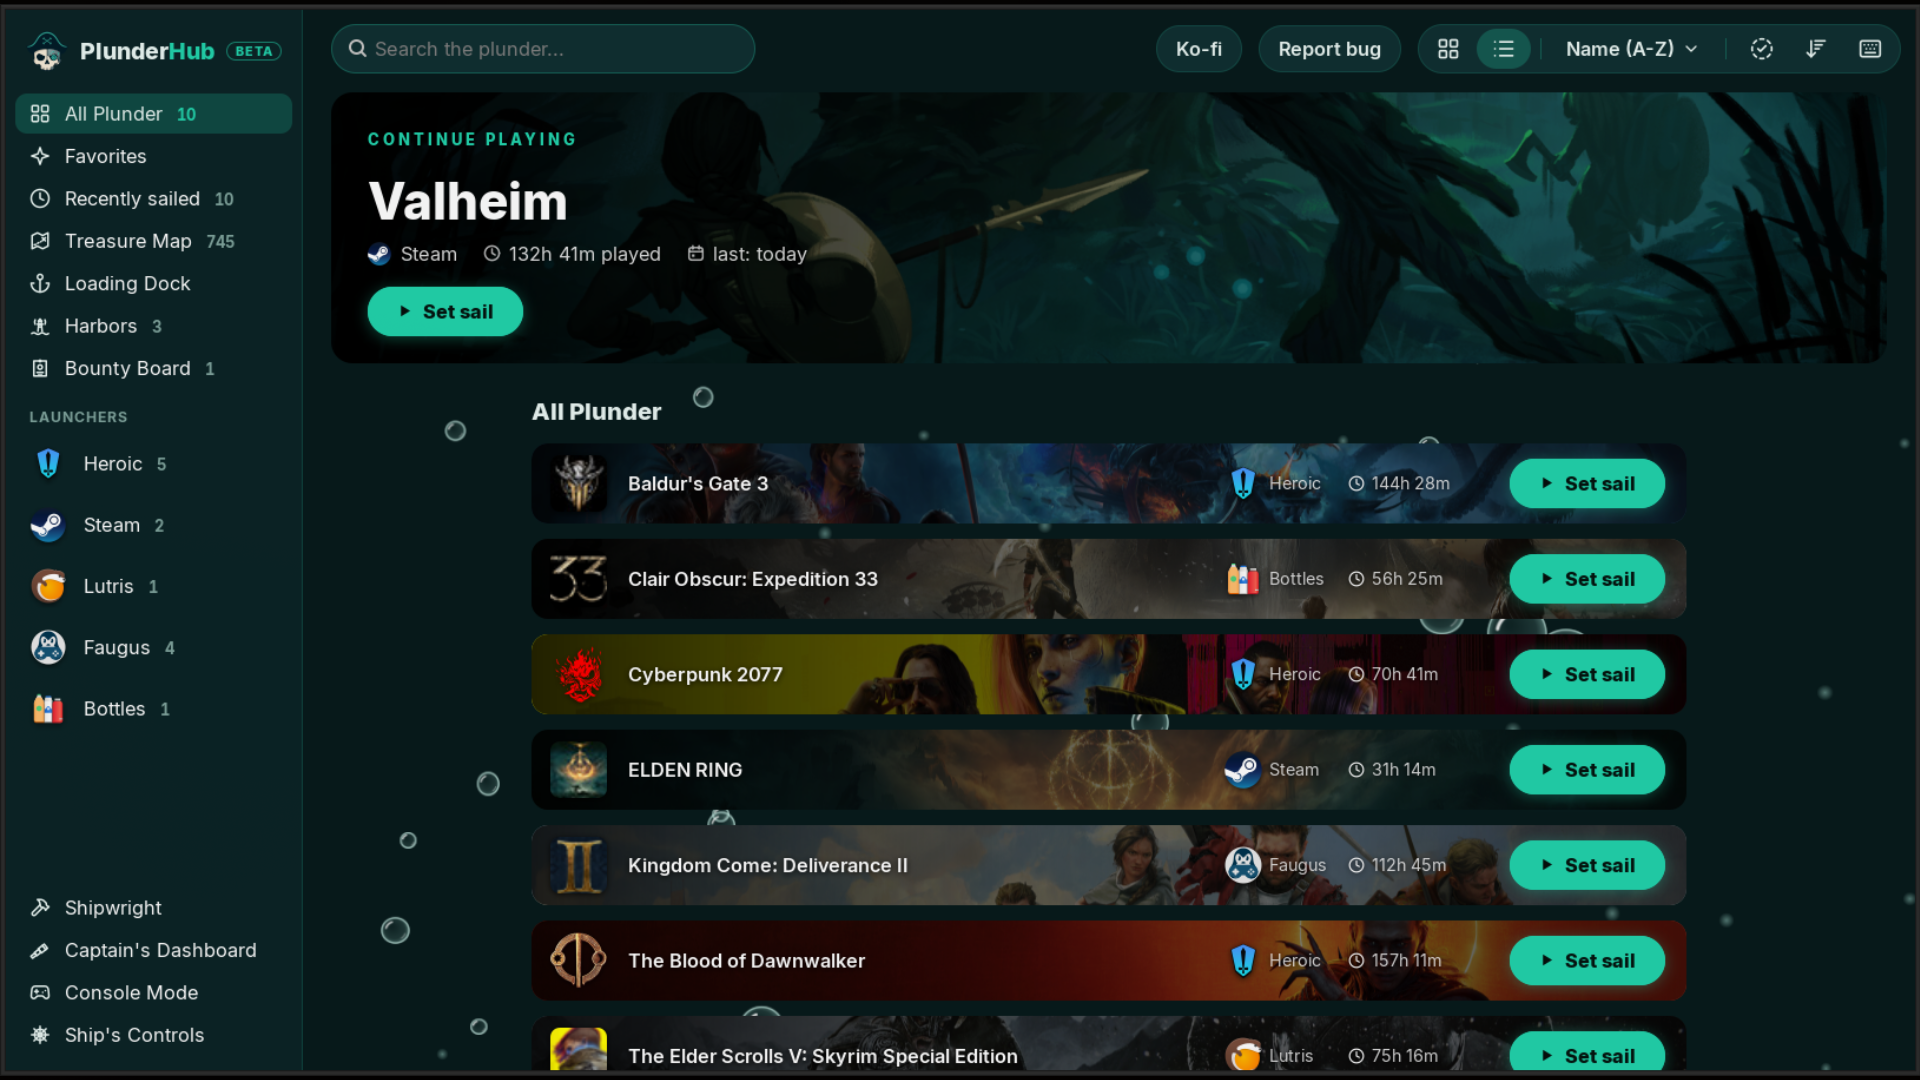 PlunderHub BETA
Search the plunder...
Ko-fi
Report bug
Name (A-Z)
All Plunder 10
Favorites
Recently sailed 10
Treasure Map 745
Loading Dock
Harbors 3
Bounty Board 1
LAUNCHERS
Heroic 5
Steam 2
Lutris 1
Faugus 4
Bottles 1
Shipwright
Captain's Dashboard
Console Mode
Ship's Controls
CONTINUE PLAYING
Valheim
Steam 132h 41m played last: today
Set sail
All Plunder
Baldur's Gate 3 Heroic 144h 28m Set sail
33 Clair Obscur: Expedition 33 Bottles 56h 25m Set sail
Cyberpunk 2077 Heroic 70h 41m Set sail
ELDEN RING Steam 31h 14m Set sail
II Kingdom Come: Deliverance II Faugus 112h 45m Set sail
The Blood of Dawnwalker Heroic 157h 11m Set sail
The Elder Scrolls V: Skyrim Special Edition Lutris 75h 16m Set sail